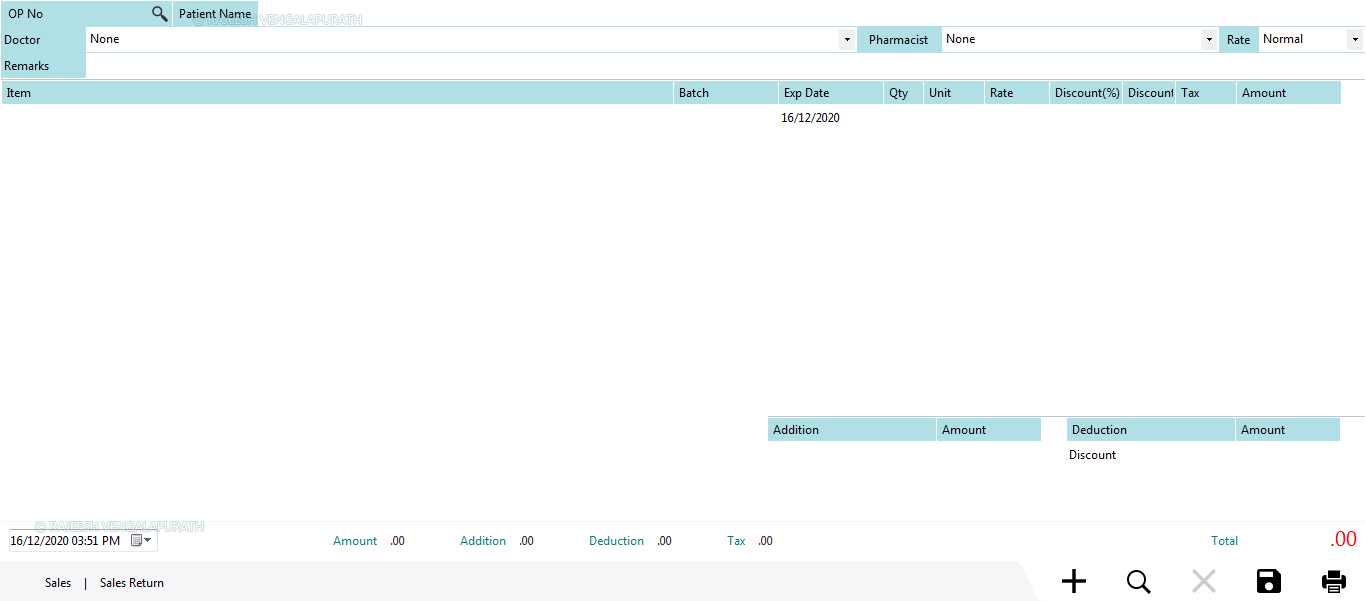 OP No Patient Name
© RAJEESH VENGALAPURATH
Doctor None Pharmacist None Rate Normal
Remarks
Item Batch Exp Date Qty Unit Rate Discount(%) Discount Tax Amount
16/12/2020
Addition Amount Deduction Amount
Discount
© RAJEESH VENGALAPURATH
16/12/2020 03:51 PM Amount .00 Addition .00 Deduction .00 Tax .00 Total .00
Sales | Sales Return